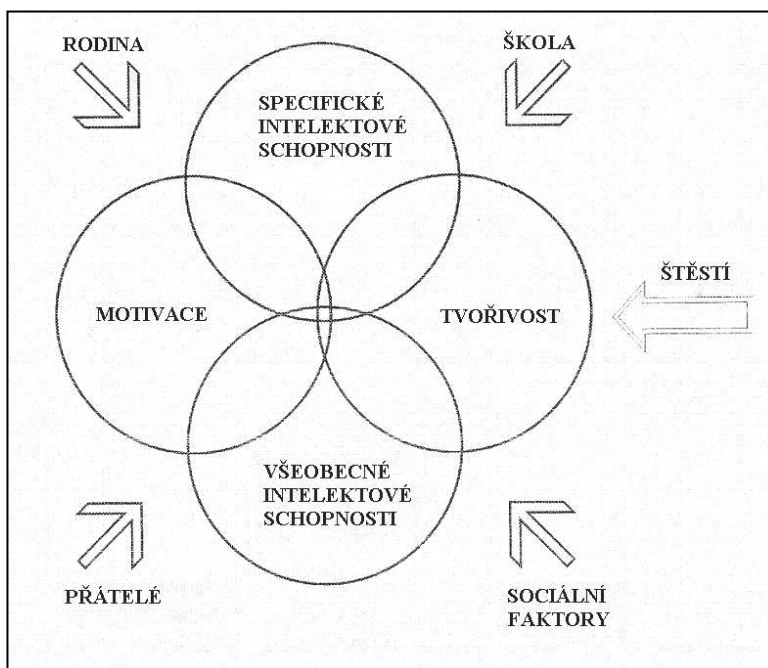 RODINA
ŠKOLA
SPECIFICKÉ
INTELEKTOVÉ
SCHOPNOSTI
ŠTĚSTÍ
MOTIVACE
TVOŘIVOST
VŠEOBECNÉ
INTELEKTOVÉ
SCHOPNOSTI
PŘÁTELÉ
SOCIÁLNÍ
FAKTORY